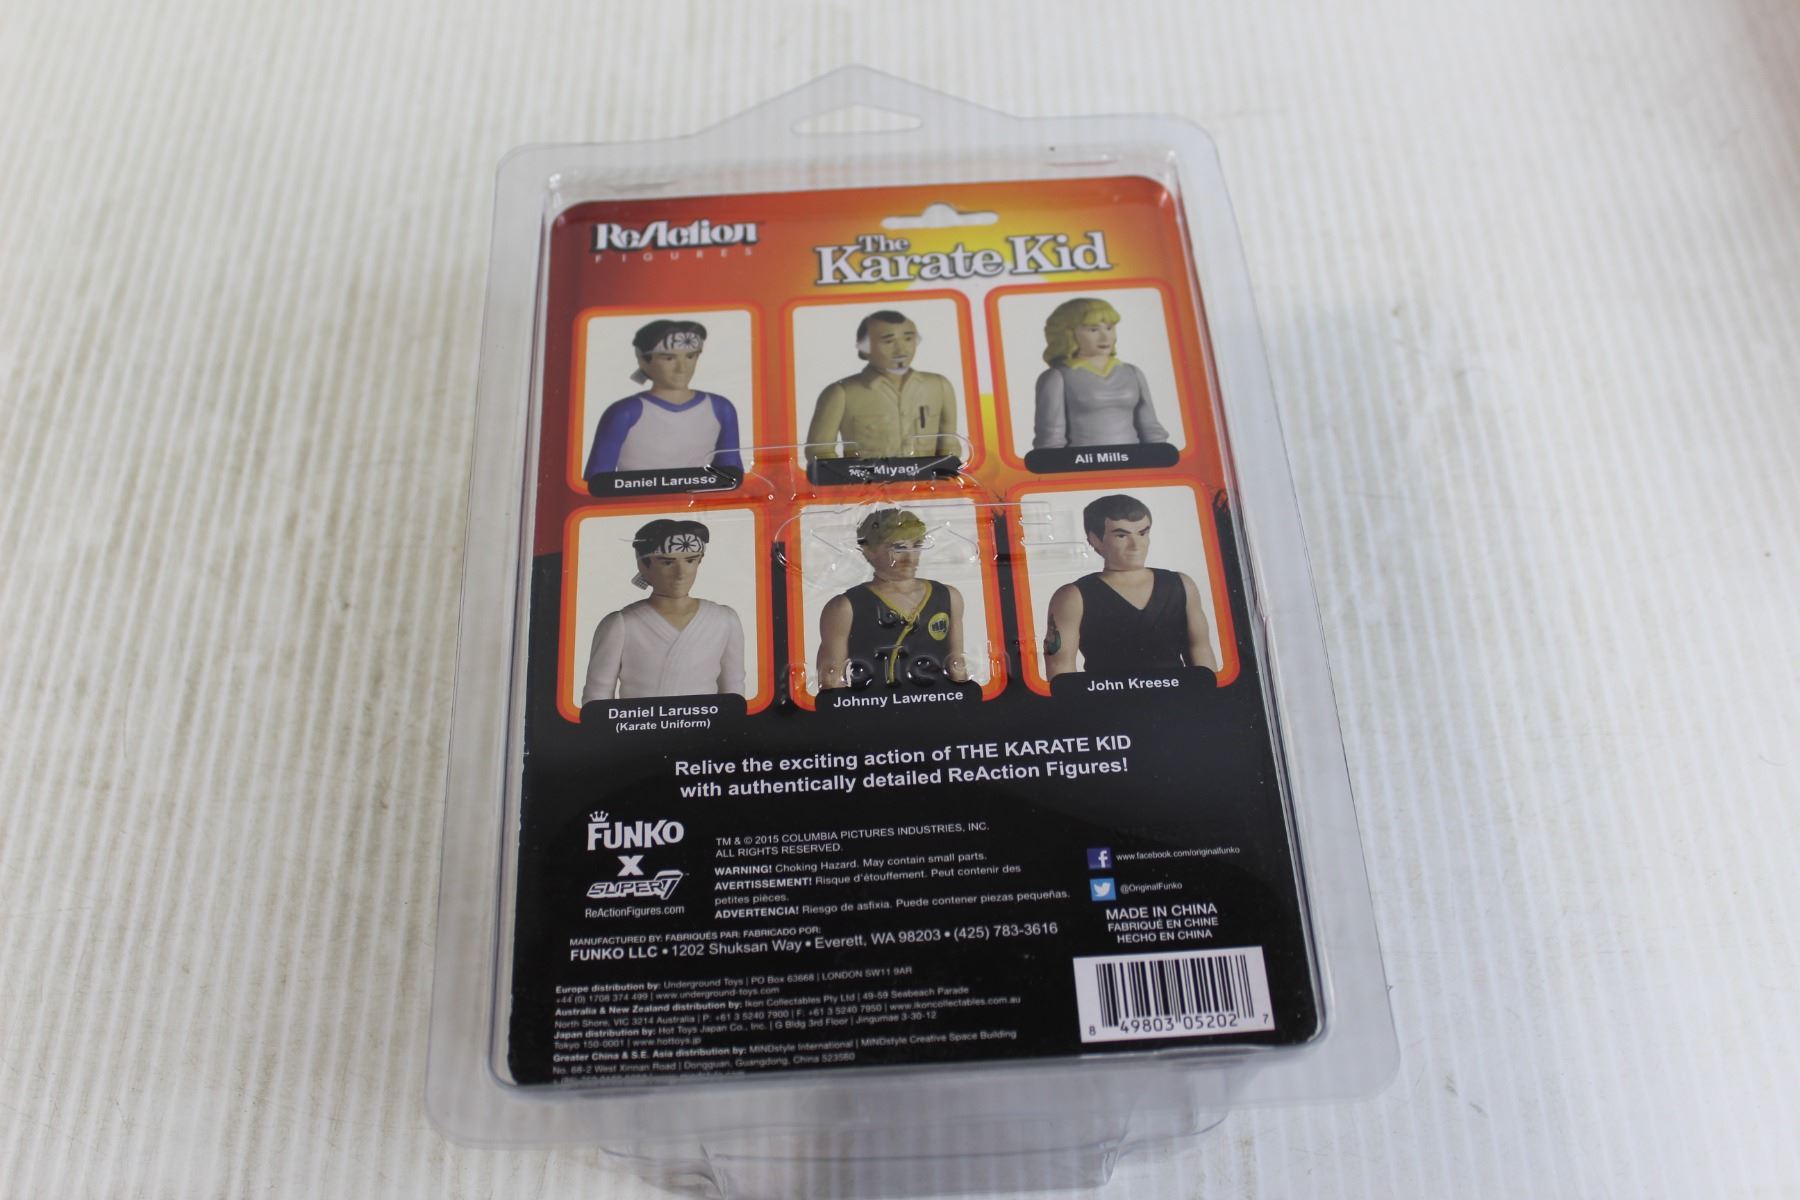 ReAction
FIGURES
The
Karate Kid
Daniel Larusso
Mr. Miyagi
Ali Mills
Daniel Larusso
(Karate Uniform)
Johnny Lawrence
John Kreese
Relive the exciting action of THE KARATE KID
with authentically detailed ReAction Figures!
FUNKO
X
SUPER7
ReActionFigures.com
TM & © 2015 COLUMBIA PICTURES INDUSTRIES, INC.
ALL RIGHTS RESERVED.
WARNING! Choking Hazard. May contain small parts.
AVERTISSEMENT! Risque d'étouffement. Peut contenir des
petites pièces.
ADVERTENCIA! Riesgo de asfixia. Puede contener piezas pequeñas.
www.facebook.com/originalfunko
@OriginalFunko
MADE IN CHINA
FABRIQUÉ EN CHINE
HECHO EN CHINA
MANUFACTURED BY: FABRIQUÉS PAR: FABRICADO POR:
FUNKO LLC • 1202 Shuksan Way • Everett, WA 98203 • (425) 783-3616
Europe distribution by: Underground Toys | PO Box 63668 | LONDON SW11 9AR
+44 (0) 1708 374 499 | www.underground-toys.com
Australia & New Zealand distribution by: Ikon Collectables Pty Ltd | 49-59 Seabeach Parade
North Shore, VIC 3214 Australia | P: +61 3 5240 7900 | F: +61 3 5240 7950 | www.ikoncollectables.com.au
Japan distribution by: Hot Toys Japan Co., Inc. | G Bldg 3rd Floor | Jingumae 3-30-12
Tokyo 150-0001 | www.hottoys.jp
Greater China & S.E. Asia distribution by: MINDstyle International | MINDstyle Creative Space Building
No. 68-2 West Xinnan Road | Dongguan, Guangdong, China 523560
8 49803 05202 7